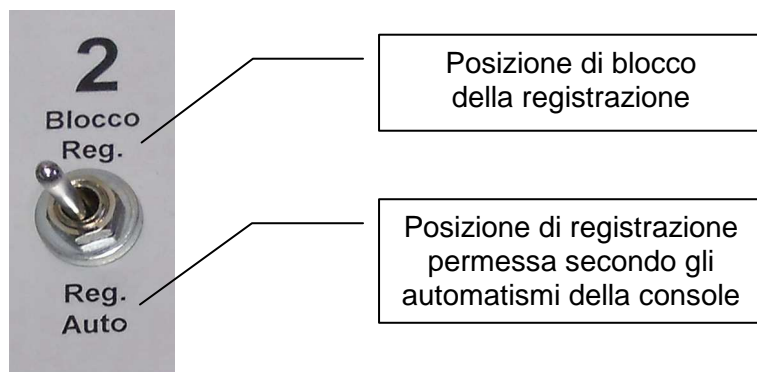 2
Blocco
Reg.
Reg.
Auto
Posizione di blocco
della registrazione
Posizione di registrazione
permessa secondo gli
automatismi della console